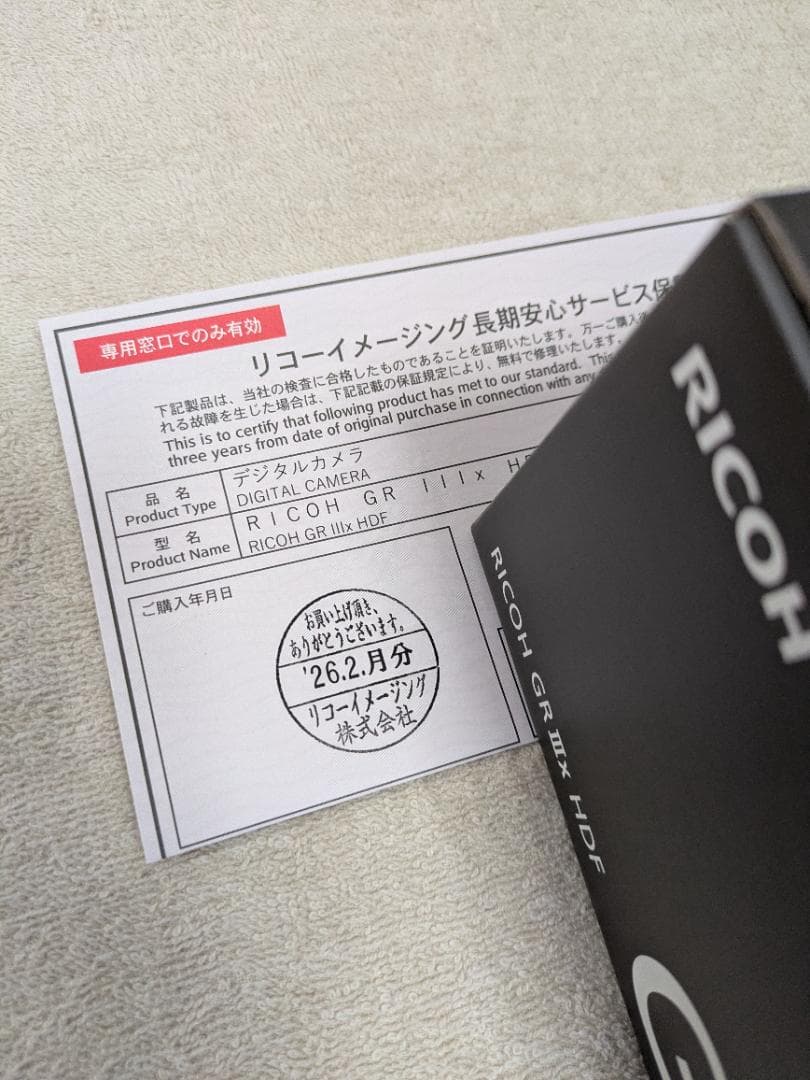 専用窓口でのみ有効
リコーイメージング長期安心サービス保
下記製品は、当社の検査に合格したものであることを証明いたします。万一ご購入
れる故障を生じた場合は、下記記載の保証規定により、無料で修理いたします。
This is to certify that following product has met to our standard. This
three years from date of original purchase in connection with any
品 名
Product Type
デジタルカメラ
DIGITAL CAMERA
型 名
Product Name
RICOH GR IIIx H
RICOH GR IIIx HDF
ご購入年月日
お買い上げ頂き、
ありがとうございます。
'26.2.月分
リコーイメージング
株式会社
RICOH
RICOH GR IIIx HDF